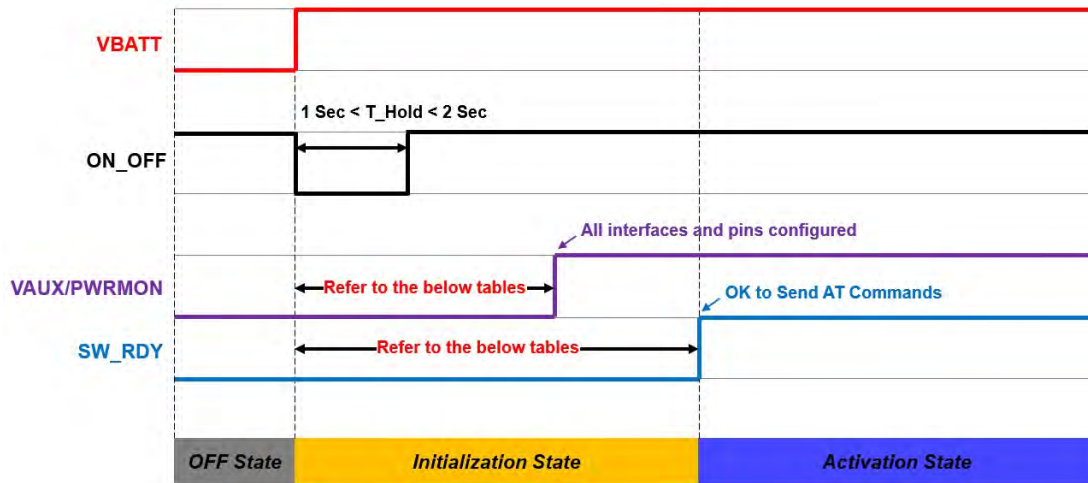 VBATT
1 Sec < T_Hold < 2 Sec
ON_OFF
All interfaces and pins configured
VAUX/PWRMON
Refer to the below tables
OK to Send AT Commands
SW_RDY
Refer to the below tables
OFF State
Initialization State
Activation State